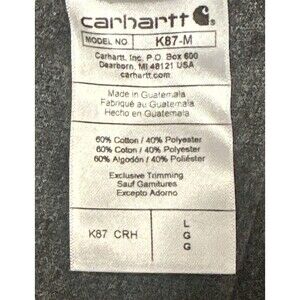 carhartt
MODEL NO K87-M
Carhartt, Inc. P.O. Box 600
Dearborn, MI 48121 USA
carhartt.com
Made in Guatemala
Fabriqué au Guatemala
Hecho en Guatemala
60% Cotton / 40% Polyester
60% Coton / 40% Polyester
60% Algodón / 40% Poliéster
Exclusive Trimming
Sauf Garnitures
Excepto Adorno
K87 CRH
L
G
G